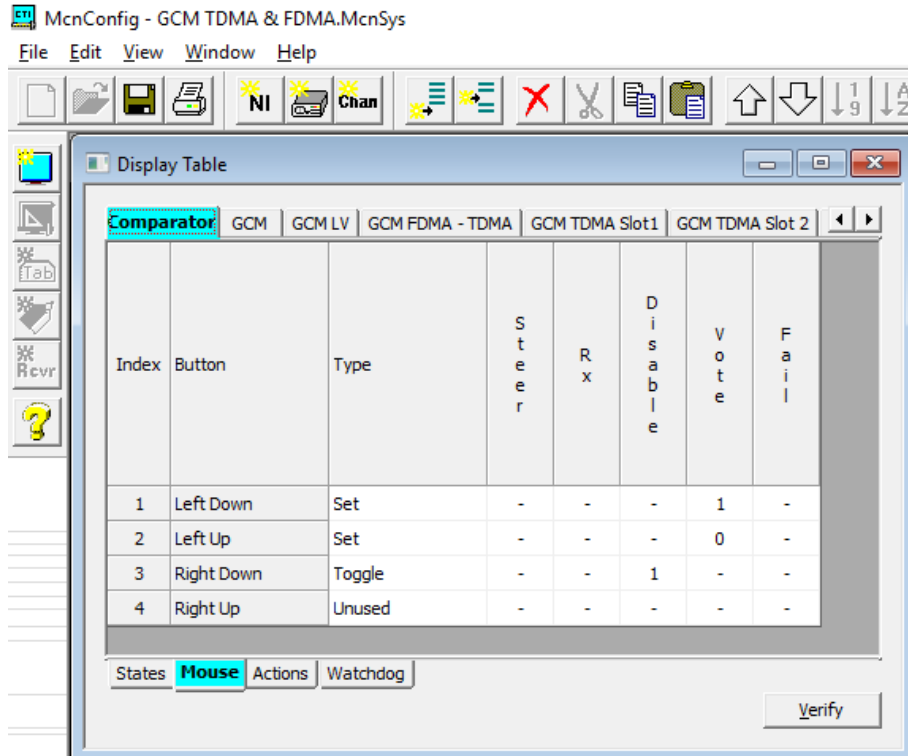 CTI McnConfig - GCM TDMA & FDMA.McnSys
File Edit View Window Help
NI Chan 1 9 A Z
Display Table
Comparator GCM GCM LV GCM FDMA - TDMA GCM TDMA Slot1 GCM TDMA Slot 2
Tab
Rcvr
Index Button Type Steer Rx Disable Vote Fail
1 Left Down Set - - - 1 -
2 Left Up Set - - - 0 -
3 Right Down Toggle - - 1 - -
4 Right Up Unused - - - - -
States Mouse Actions Watchdog
Verify